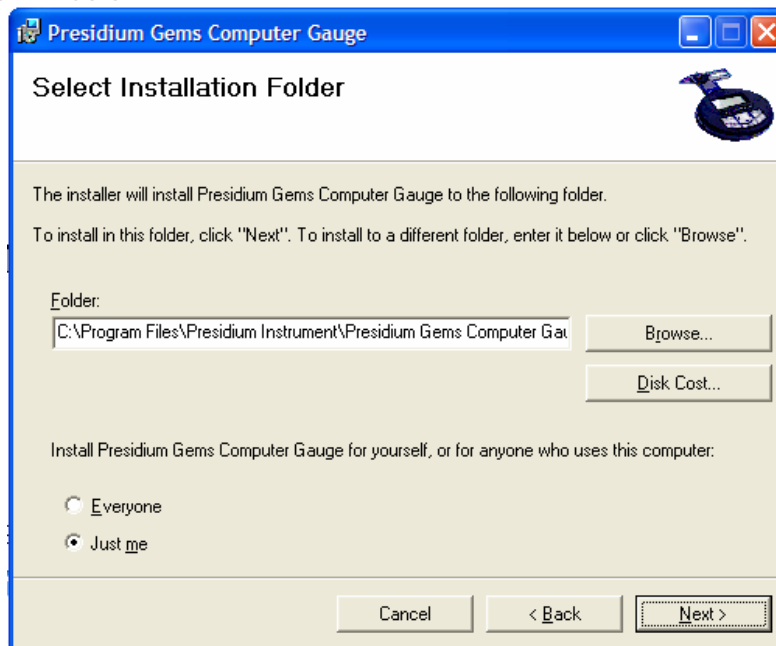 Presidium Gems Computer Gauge
Select Installation Folder
The installer will install Presidium Gems Computer Gauge to the following folder.
To install in this folder, click "Next". To install to a different folder, enter it below or click "Browse".
Folder:
C:\Program Files\Presidium Instrument\Presidium Gems Computer Gau
Browse...
Disk Cost...
Install Presidium Gems Computer Gauge for yourself, or for anyone who uses this computer:
Everyone
Just me
Cancel
< Back
Next >